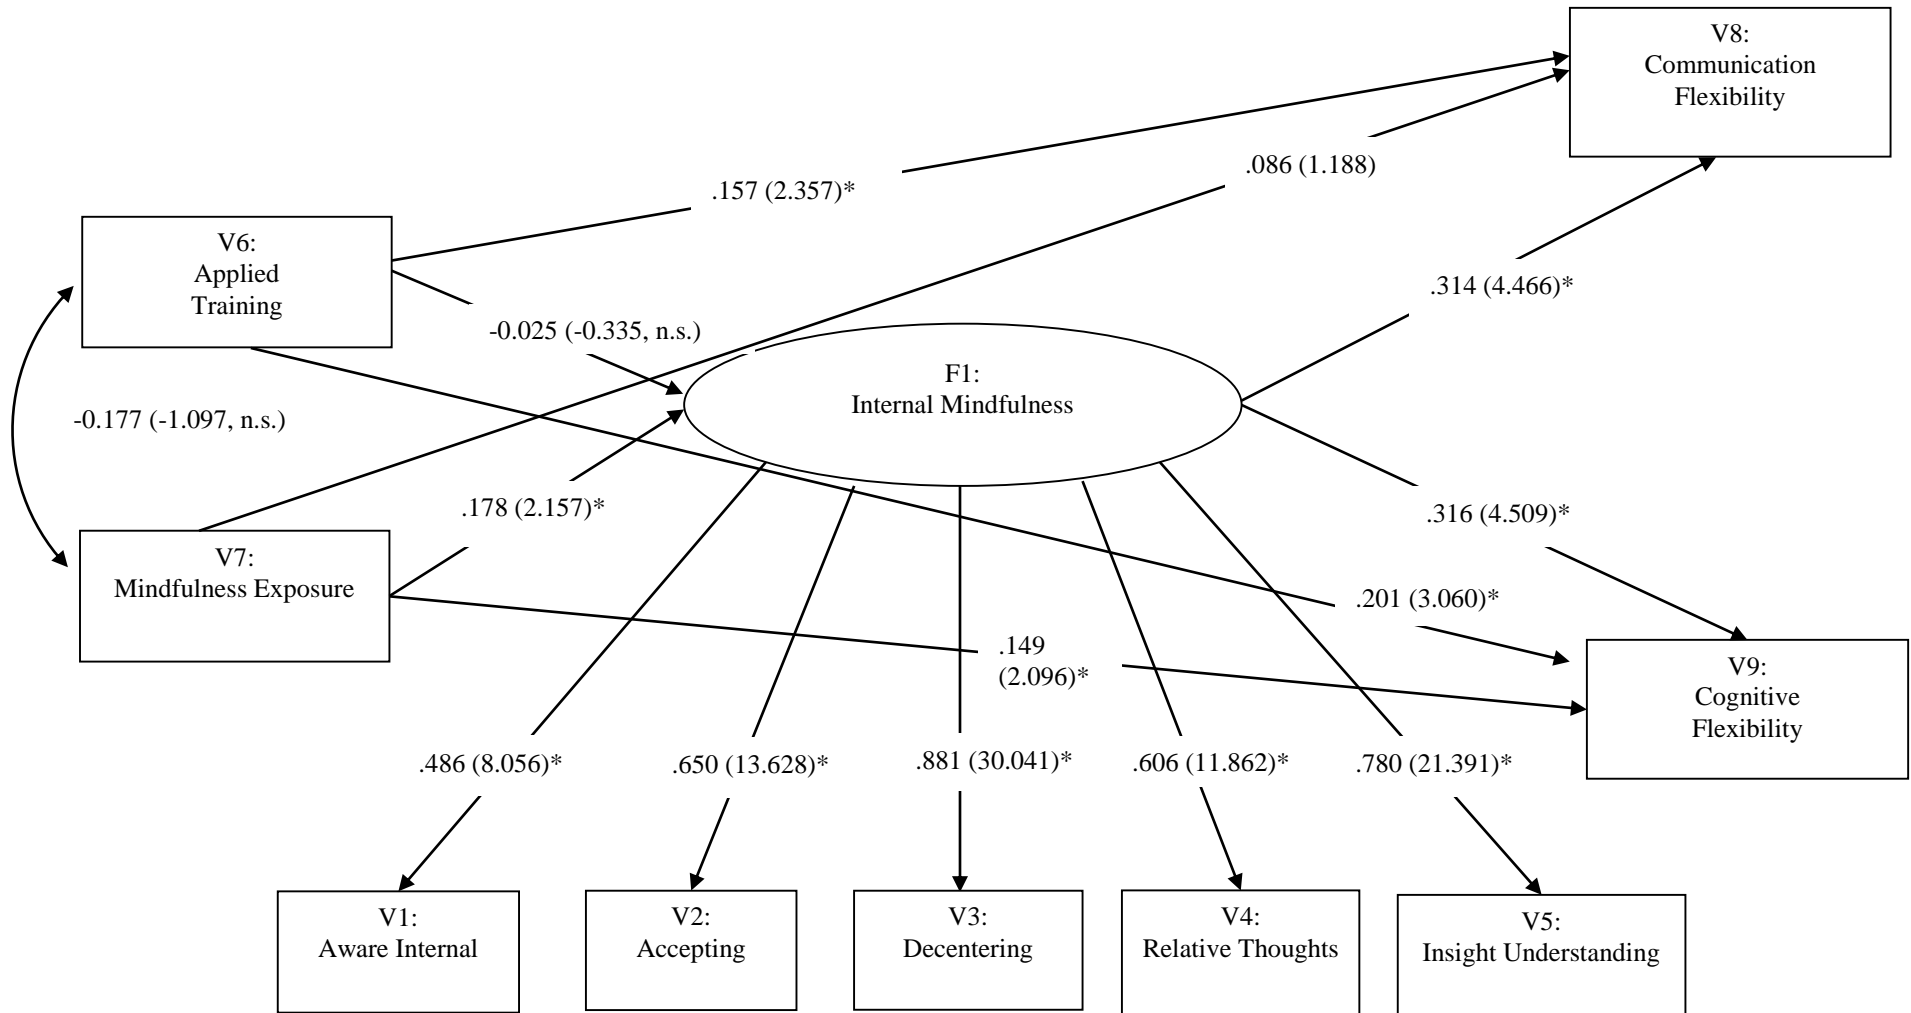 V8:
Communication
Flexibility
.086 (1.188)
.157 (2.357)*
V6:
Applied
Training
.314 (4.466)*
-0.025 (-0.335, n.s.)
F1:
Internal Mindfulness
-0.177 (-1.097, n.s.)
.178 (2.157)*
.316 (4.509)*
V7:
Mindfulness Exposure
.201 (3.060)*
.149
(2.096)*
V9:
Cognitive
Flexibility
.486 (8.056)*
.650 (13.628)*
.881 (30.041)*
.606 (11.862)*
.780 (21.391)*
V1:
Aware Internal
V2:
Accepting
V3:
Decentering
V4:
Relative Thoughts
V5:
Insight Understanding